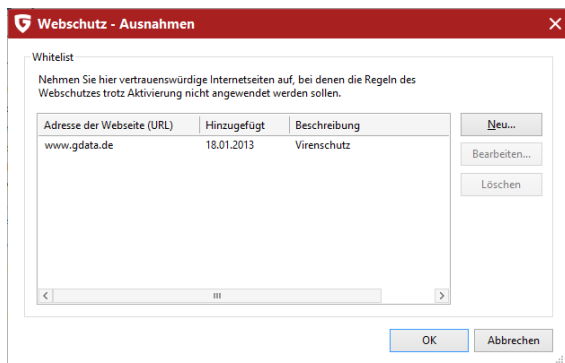 Webschutz - Ausnahmen
Whitelist
Nehmen Sie hier vertrauenswürdige Internetseiten auf, bei denen die Regeln des
Webschutzes trotz Aktivierung nicht angewendet werden sollen.
Adresse der Webseite (URL) Hinzugefügt Beschreibung
www.gdata.de 18.01.2013 Virenschutz
Neu...
Bearbeiten...
Löschen
OK Abbrechen